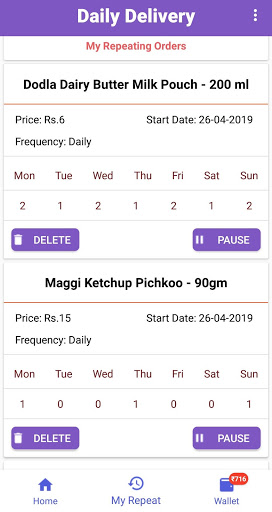 Daily Delivery
My Repeating Orders
Dodla Dairy Butter Milk Pouch - 200 ml
Price: Rs.6 Start Date: 26-04-2019
Frequency: Daily
Mon Tue Wed Thu Fri Sat Sun
2 1 2 1 2 1 2
DELETE PAUSE
Maggi Ketchup Pichkoo - 90gm
Price: Rs.15 Start Date: 26-04-2019
Frequency: Daily
Mon Tue Wed Thu Fri Sat Sun
1 0 0 1 0 0 1
DELETE PAUSE
₹716
Home My Repeat Wallet